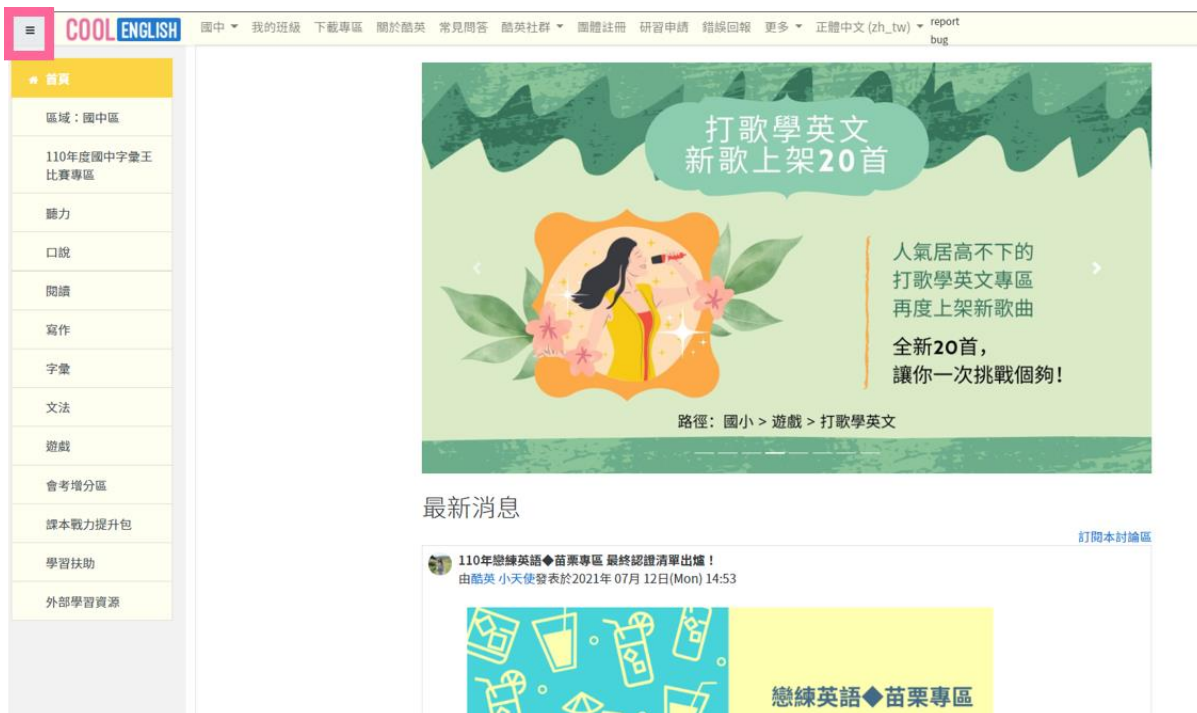 COOL ENGLISH 國中 我的班級 下載專區 關於酷英 常見問答 酷英社群 團體註冊 研習申請 錯誤回報 更多 正體中文 (zh_tw) report
bug
首頁
區域：國中區
110年度國中字彙王
比賽專區
聽力
口說
閱讀
寫作
字彙
文法
遊戲
會考增分區
課本戰力提升包
學習扶助
外部學習資源
打歌學英文
新歌上架20首
人氣居高不下的
打歌學英文專區
再度上架新歌曲
全新20首，
讓你一次挑戰個夠！
路徑：國小 > 遊戲 > 打歌學英文
最新消息
訂閱本討論區
110年戀練英語◆苗栗專區 最終認證清單出爐！
由酷英 小天使發表於2021年 07月 12日(Mon) 14:53
戀練英語◆苗栗專區